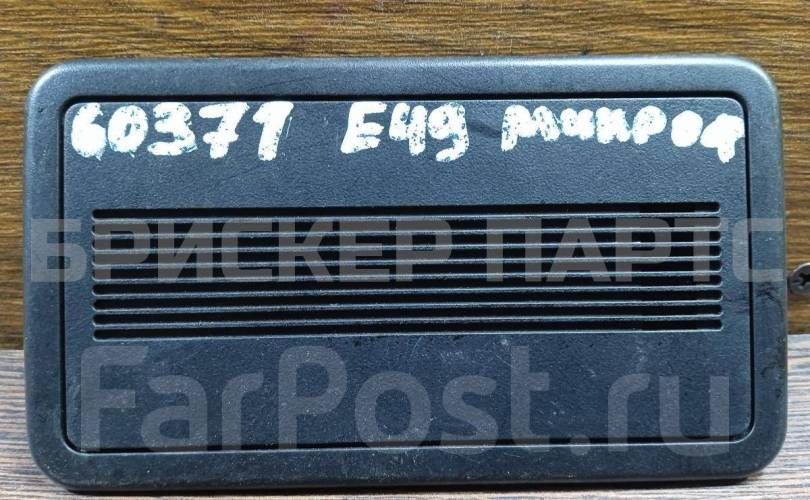 60371 E49 микроф
БРИСКЕР ПАРТС
FarPost.ru